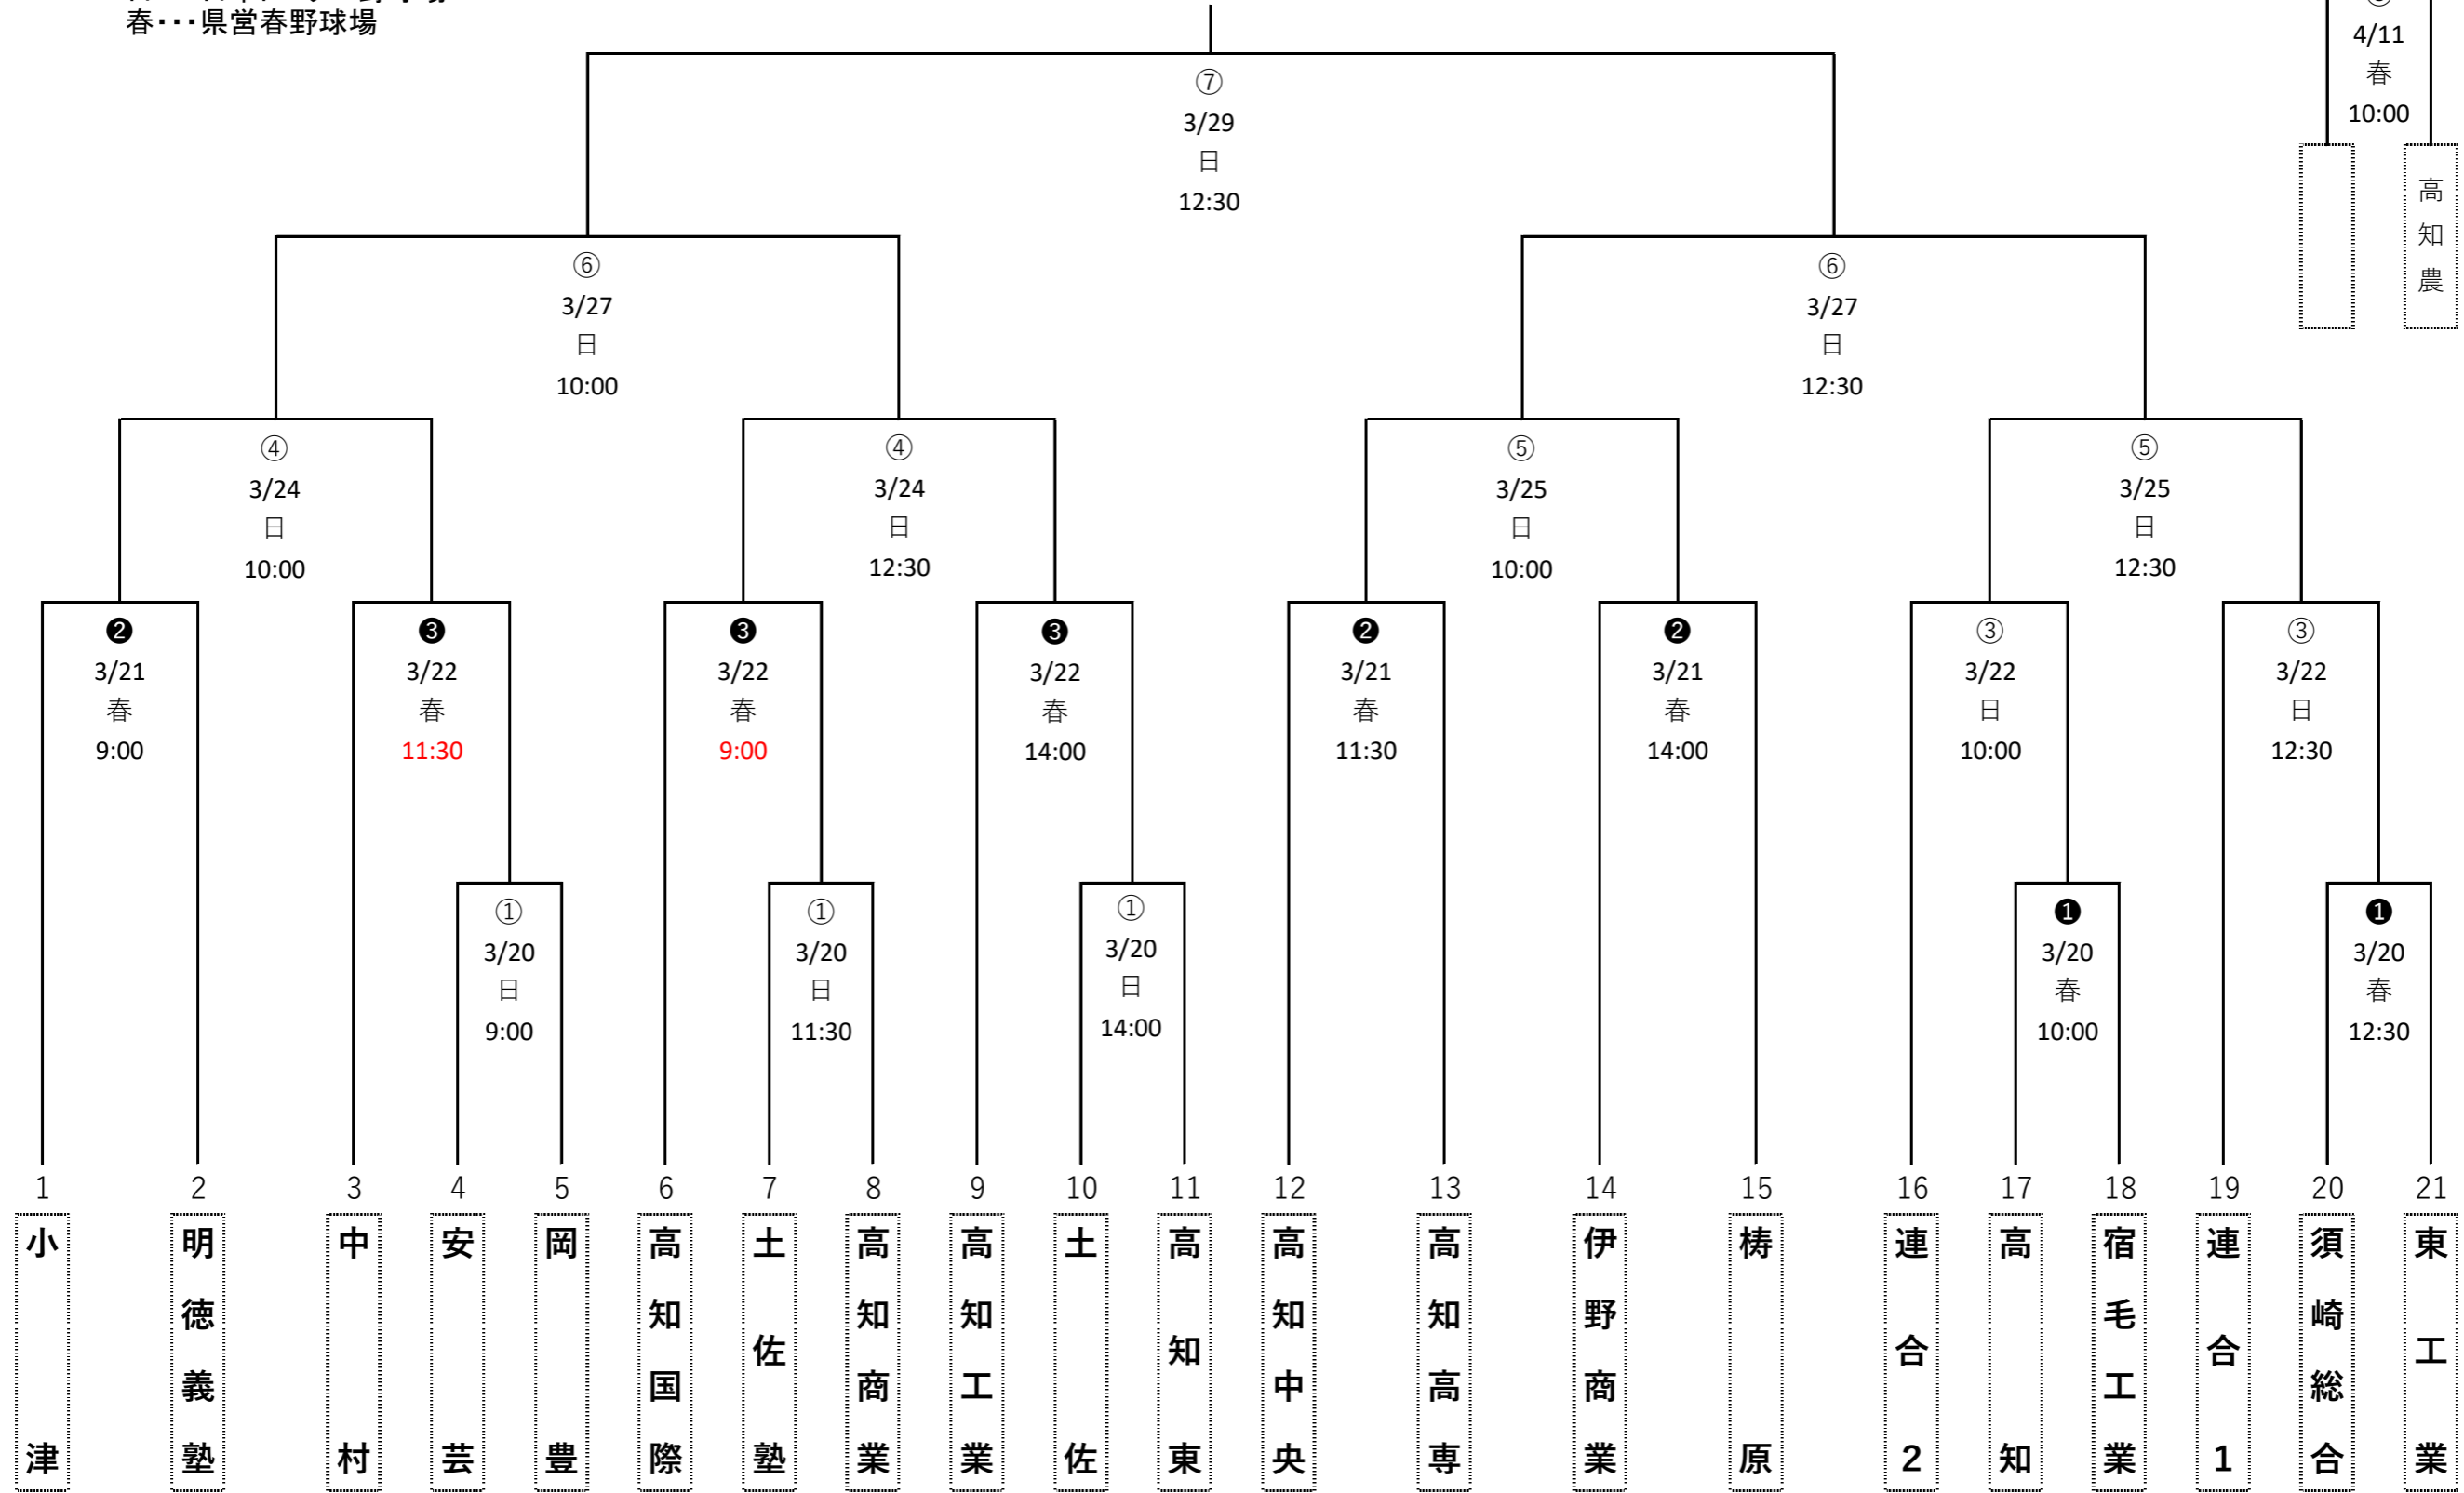 春･･･県営春野球場
4/11
春
10:00
高知農
⑦
3/29
日
12:30
⑥
3/27
日
10:00
⑥
3/27
日
12:30
④
3/24
日
10:00
④
3/24
日
12:30
⑤
3/25
日
10:00
⑤
3/25
日
12:30
❷
3/21
春
9:00
❸
3/22
春
11:30
❸
3/22
春
9:00
❸
3/22
春
14:00
❷
3/21
春
11:30
❷
3/21
春
14:00
③
3/22
日
10:00
③
3/22
日
12:30
①
3/20
日
9:00
①
3/20
日
11:30
①
3/20
日
14:00
❶
3/20
春
10:00
❶
3/20
春
12:30
1
小津
2
明徳義塾
3
中村
4
安芸
5
岡豊
6
高知国際
7
土佐塾
8
高知商業
9
高知工業
10
土佐
11
高知東
12
高知中央
13
高知高専
14
伊野商業
15
梼原
16
連合2
17
高知
18
宿毛工業
19
連合1
20
須崎総合
21
東工業